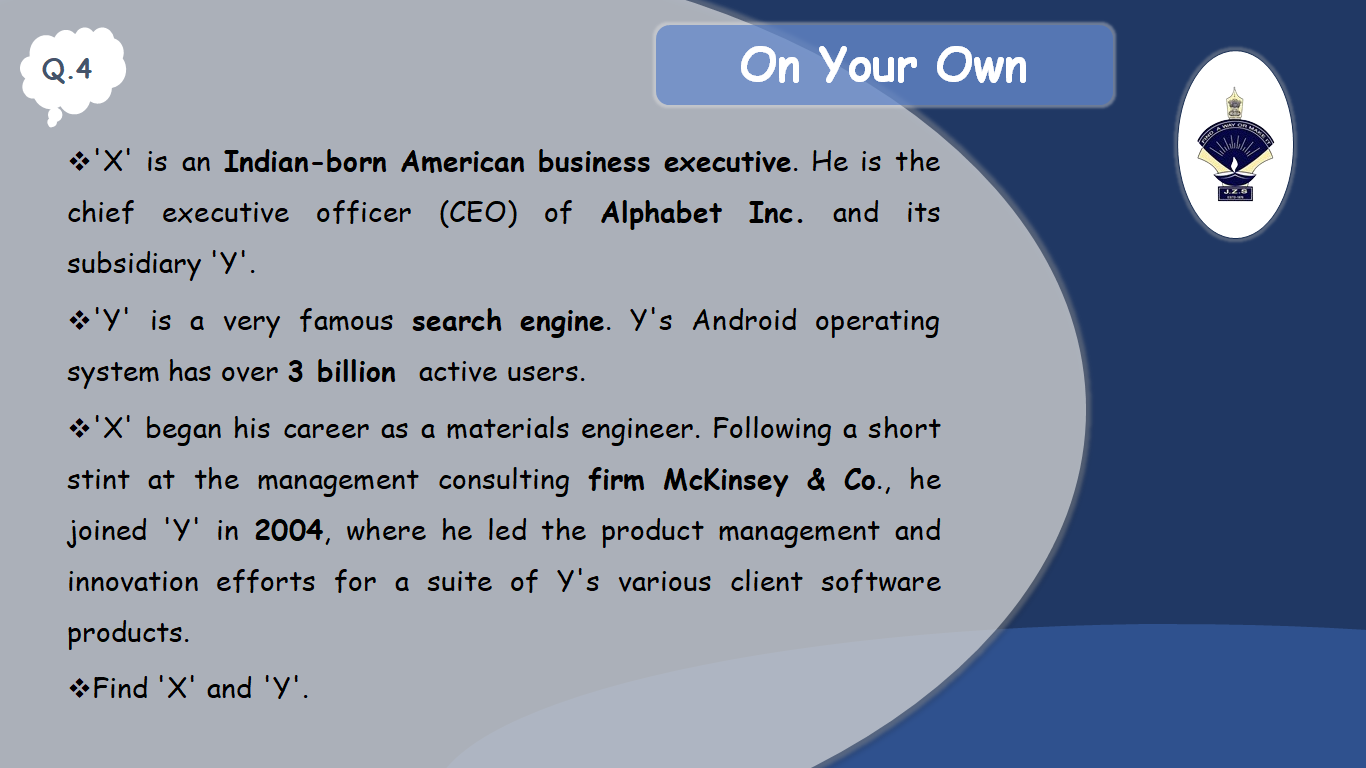 Q.4
On Your Own
FIND A WAY OR MAKE IT
J.Z.S
❖'X' is an Indian-born American business executive. He is the
chief executive officer (CEO) of Alphabet Inc. and its
subsidiary 'Y'.
❖'Y' is a very famous search engine. Y's Android operating
system has over 3 billion active users.
❖'X' began his career as a materials engineer. Following a short
stint at the management consulting firm McKinsey & Co., he
joined 'Y' in 2004, where he led the product management and
innovation efforts for a suite of Y's various client software
products.
❖Find 'X' and 'Y'.